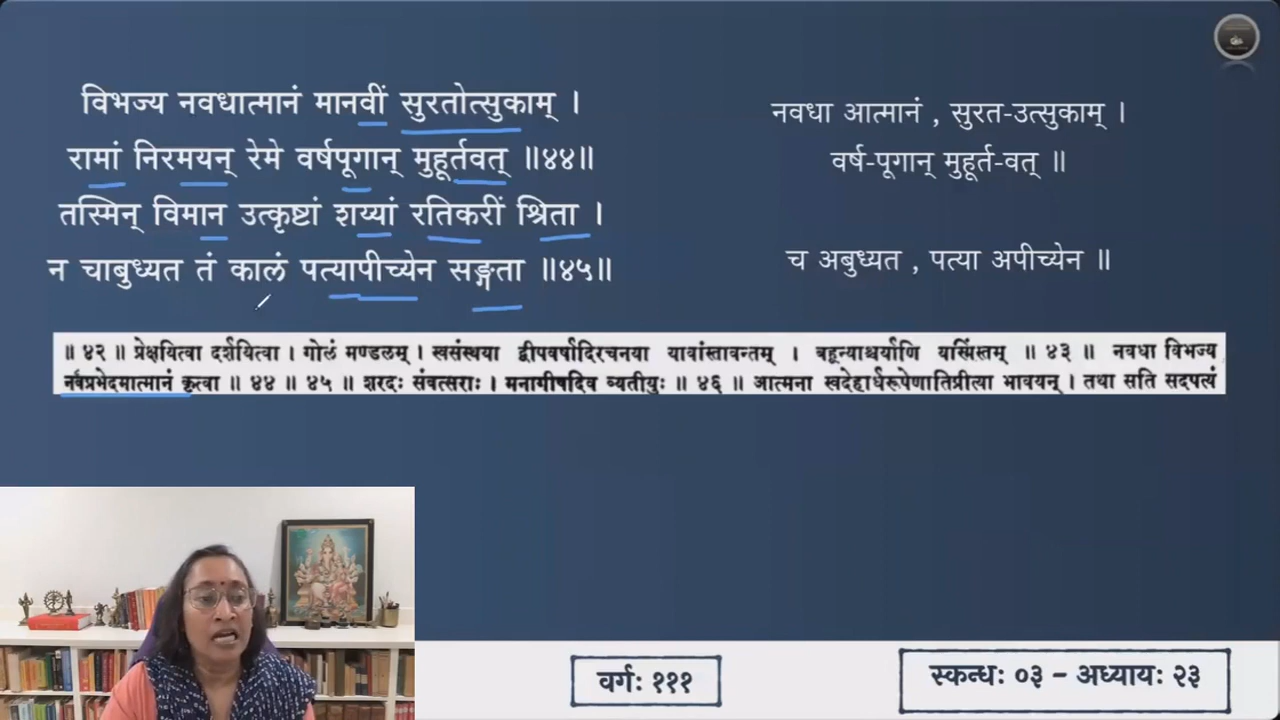 विभज्य नवधात्मानं मानवीं सुरतोत्सुकाम् ।
रामां निरमयन् रेमे वर्षपूगान् मुहूर्तवत् ॥४४॥
तस्मिन् विमान उत्कृष्टां शय्यां रतिकरीं श्रिता ।
न चाबुध्यत तं कालं पत्यापीच्येन सङ्गता ॥४५॥
नवधा आत्मानं , सुरत-उत्सुकाम् ।
वर्ष-पूगान् मुहूर्त-वत् ॥
च अबुध्यत , पत्या अपीच्येन ॥
॥ ४२ ॥ प्रेक्षयित्वा दर्शयित्वा । गोलं मण्डलम् । स्वसंस्थया द्वीपवर्षादिरचनया यावांस्तावन्तम् । बहून्याश्चर्याणि यस्मिंस्तम् ॥ ४३ ॥ नवधा विभज्य
नवप्रभेदमात्मानं कृत्वा ॥ ४४ ॥ ४५ ॥ शरदः संवत्सराः । मनागीषदिव व्यतीयुः ॥ ४६ ॥ आत्मना स्वदेहार्धरूपेणातिप्रीत्या भावयन् । तथा सति सदपत्यं
वर्गः १११
स्कन्धः ०३ - अध्यायः २३